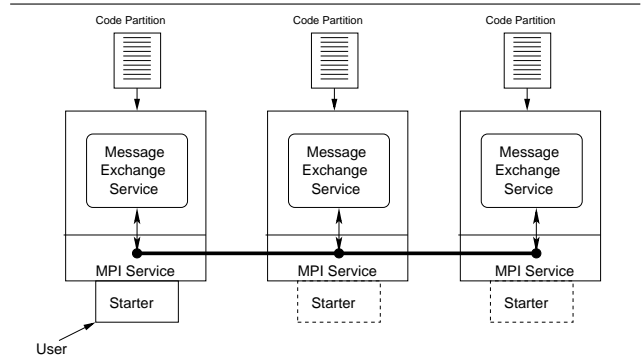 Code Partition
Code Partition
Code Partition
Message
Exchange
Service
Message
Exchange
Service
Message
Exchange
Service
MPI Service
MPI Service
MPI Service
Starter
Starter
Starter
User